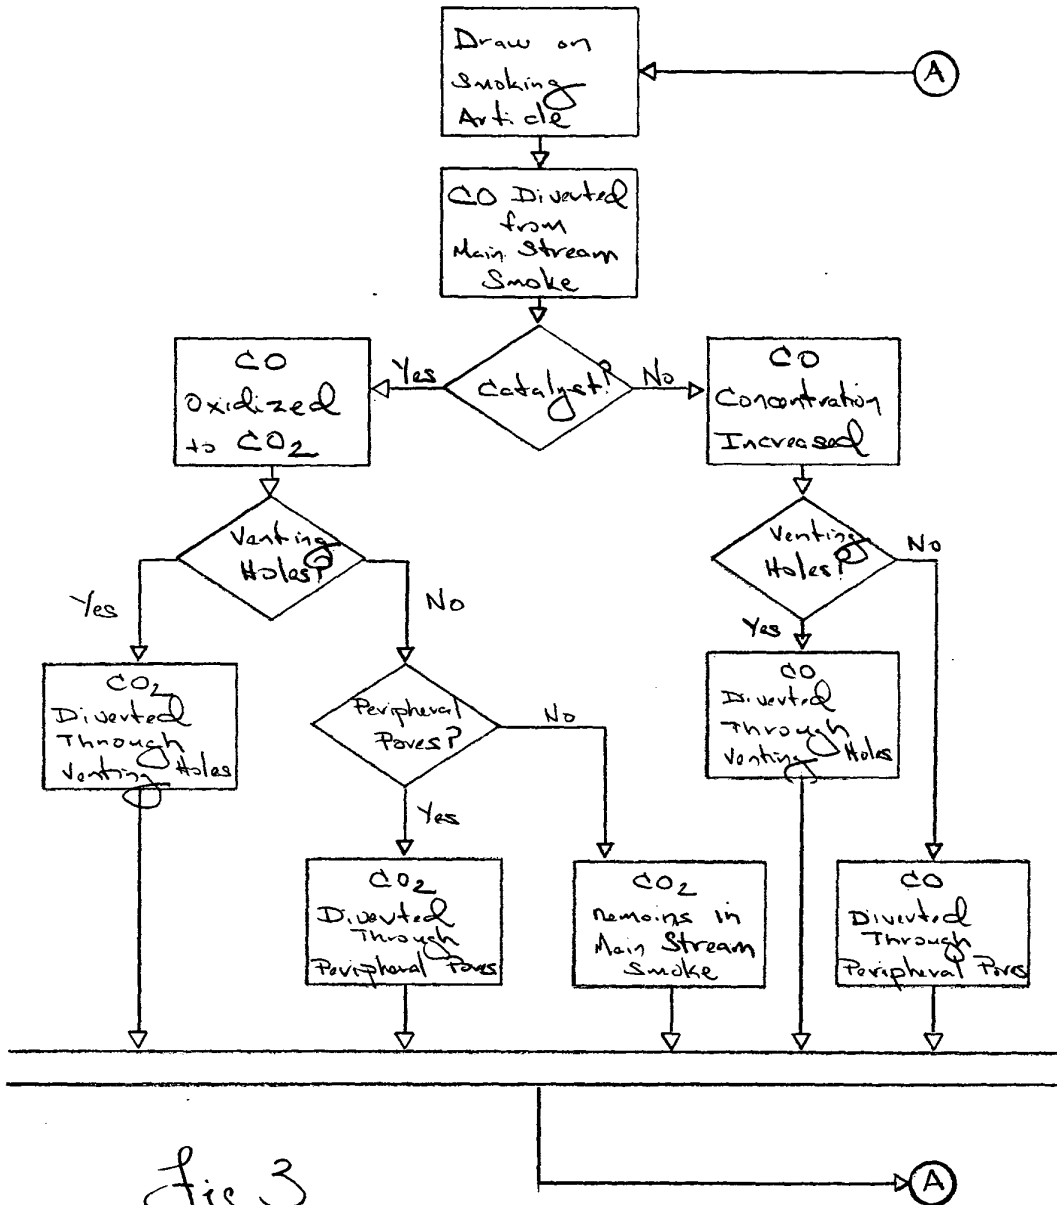 Draw on
Smoking
Article
A
CO Diverted
from
Main Stream
Smoke
CO
Oxidized
to CO2
Yes
Catalyst?
No
CO
Concentration
Increased
Venting
Holes?
Yes
No
Venting
Holes?
No
Yes
CO2
Diverted
Through
Venting Holes
Peripheral
Pores?
No
Yes
CO
Diverted
Through
Venting Holes
CO2
Diverted
Through
Peripheral Pores
CO2
remains in
Main Stream
Smoke
CO
Diverted
Through
Peripheral Pores
Fig 3
A